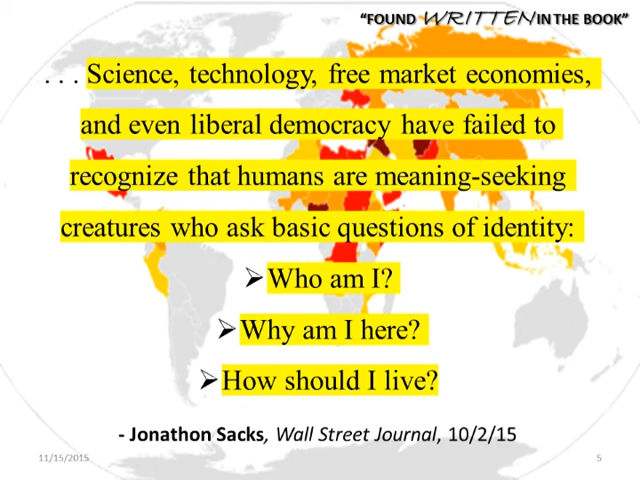 “FOUND WRITTEN IN THE BOOK”
. . . Science, technology, free market economies,
and even liberal democracy have failed to
recognize that humans are meaning-seeking
creatures who ask basic questions of identity:
➢Who am I?
➢Why am I here?
➢How should I live?
- Jonathon Sacks, Wall Street Journal, 10/2/15
11/15/2015
5